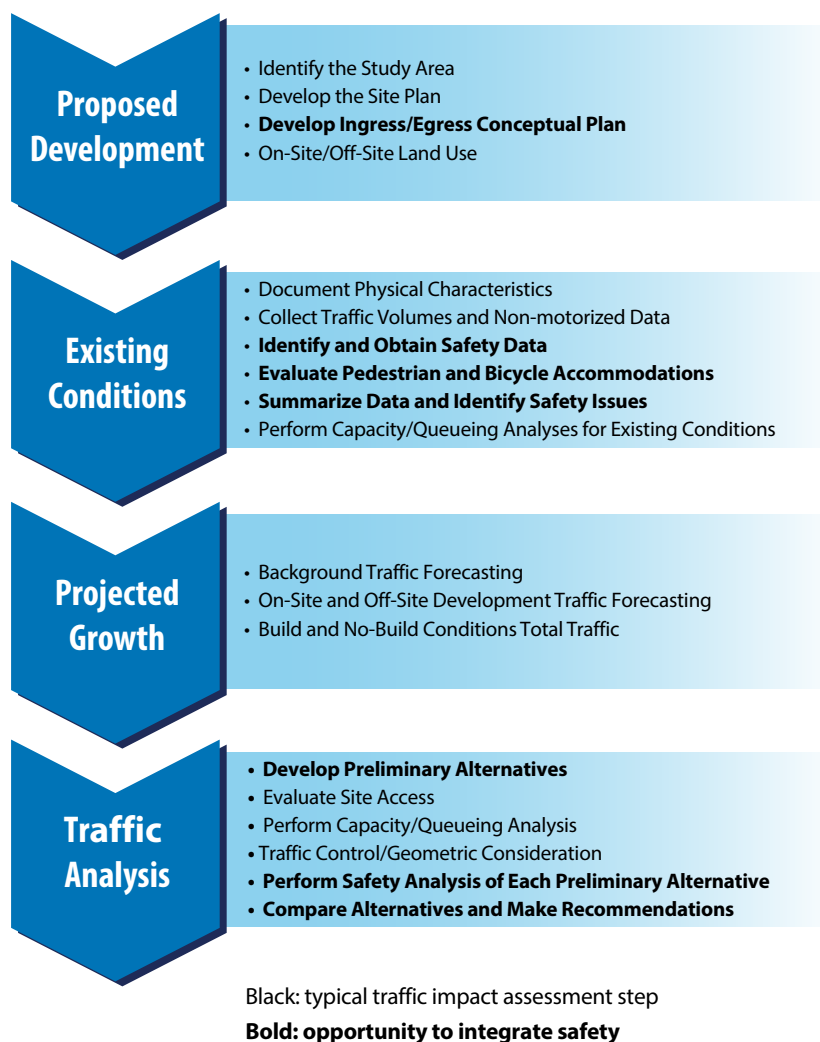 Proposed
Development
• Identify the Study Area
• Develop the Site Plan
• Develop Ingress/Egress Conceptual Plan
• On-Site/Off-Site Land Use
Existing
Conditions
• Document Physical Characteristics
• Collect Traffic Volumes and Non-motorized Data
• Identify and Obtain Safety Data
• Evaluate Pedestrian and Bicycle Accommodations
• Summarize Data and Identify Safety Issues
• Perform Capacity/Queueing Analyses for Existing Conditions
Projected
Growth
• Background Traffic Forecasting
• On-Site and Off-Site Development Traffic Forecasting
• Build and No-Build Conditions Total Traffic
Traffic
Analysis
• Develop Preliminary Alternatives
• Evaluate Site Access
• Perform Capacity/Queueing Analysis
• Traffic Control/Geometric Consideration
• Perform Safety Analysis of Each Preliminary Alternative
• Compare Alternatives and Make Recommendations
Black: typical traffic impact assessment step
Bold: opportunity to integrate safety